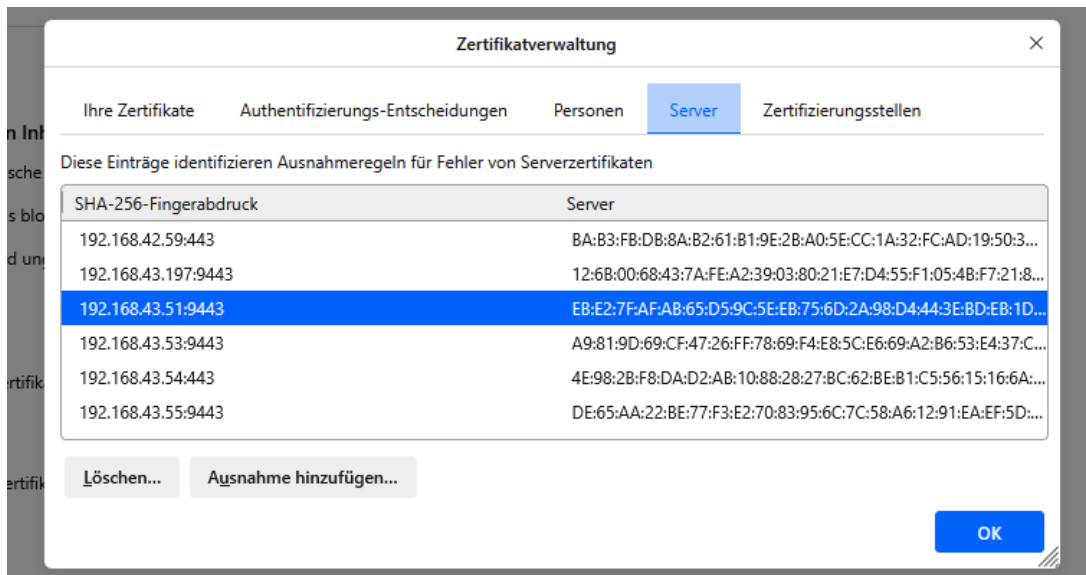 Zertifikatverwaltung
Ihre Zertifikate Authentifizierungs-Entscheidungen Personen Server Zertifizierungsstellen
n Inh
Diese Einträge identifizieren Ausnahmeregeln für Fehler von Serverzertifikaten
sche
SHA-256-Fingerabdruck Server
s blo
192.168.42.59:443 BA:B3:FB:DB:8A:B2:61:B1:9E:2B:A0:5E:CC:1A:32:FC:AD:19:50:3...
d ung
192.168.43.197:9443 12:6B:00:68:43:7A:FE:A2:39:03:80:21:E7:D4:55:F1:05:4B:F7:21:8...
192.168.43.51:9443 EB:E2:7F:AF:AB:65:D5:9C:5E:EB:75:6D:2A:98:D4:44:3E:BD:EB:1D...
192.168.43.53:9443 A9:81:9D:69:CF:47:26:FF:78:69:F4:E8:5C:E6:69:A2:B6:53:E4:37:C...
192.168.43.54:443 4E:98:2B:F8:DA:D2:AB:10:88:28:27:BC:62:BE:B1:C5:56:15:16:6A:...
rtifik
192.168.43.55:9443 DE:65:AA:22:BE:77:F3:E2:70:83:95:6C:7C:58:A6:12:91:EA:EF:5D:...
Löschen... Ausnahme hinzufügen...
ertifik
OK